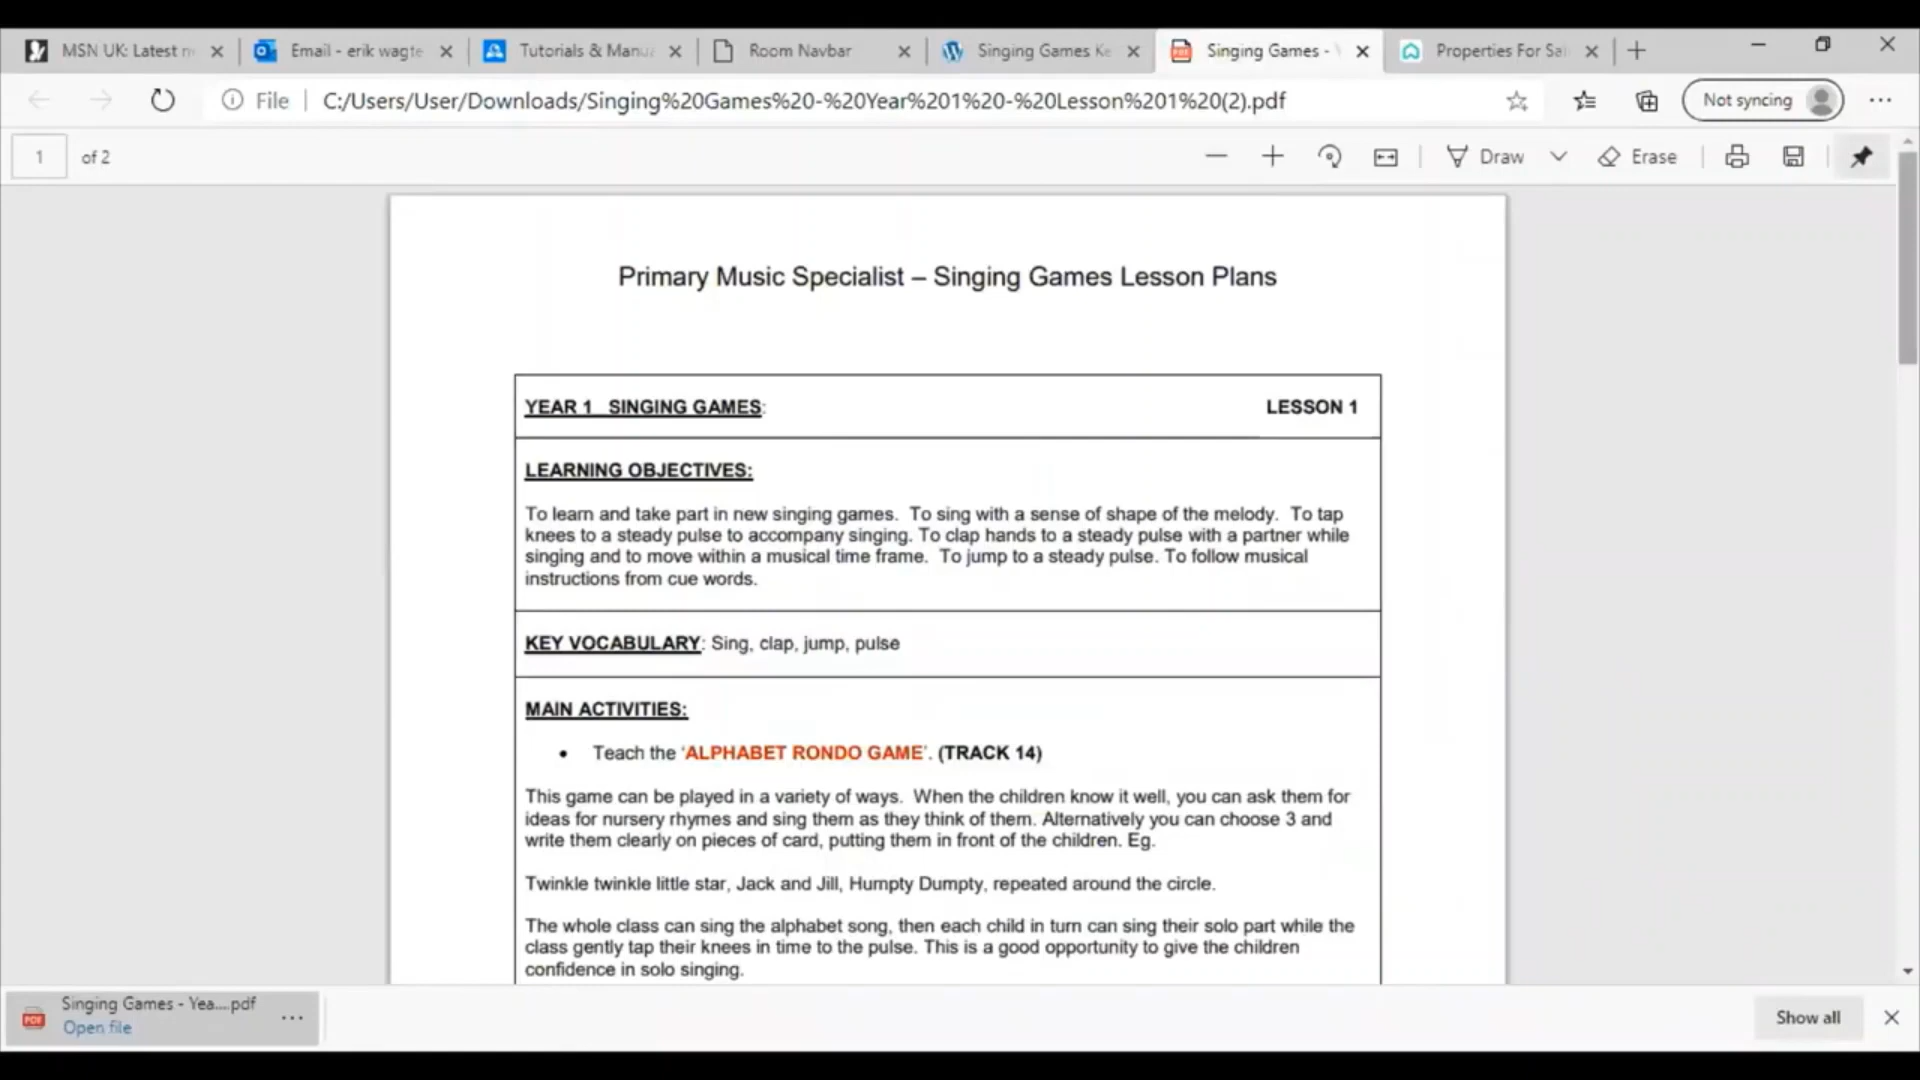 MSN UK: Latest n
Email - erik wagte
Tutorials & Manua
Room Navbar
Singing Games Ke
Singing Games -
Properties For Sal
File
C:/Users/User/Downloads/Singing%20Games%20-%20Year%201%20-%20Lesson%201%20(2).pdf
Not syncing
1 of 2
Draw
Erase
Primary Music Specialist – Singing Games Lesson Plans
YEAR 1 SINGING GAMES: LESSON 1
LEARNING OBJECTIVES:
To learn and take part in new singing games. To sing with a sense of shape of the melody. To tap
knees to a steady pulse to accompany singing. To clap hands to a steady pulse with a partner while
singing and to move within a musical time frame. To jump to a steady pulse. To follow musical
instructions from cue words.
KEY VOCABULARY: Sing, clap, jump, pulse
MAIN ACTIVITIES:
• Teach the ‘ALPHABET RONDO GAME’. (TRACK 14)
This game can be played in a variety of ways. When the children know it well, you can ask them for
ideas for nursery rhymes and sing them as they think of them. Alternatively you can choose 3 and
write them clearly on pieces of card, putting them in front of the children. Eg.
Twinkle twinkle little star, Jack and Jill, Humpty Dumpty, repeated around the circle.
The whole class can sing the alphabet song, then each child in turn can sing their solo part while the
class gently tap their knees in time to the pulse. This is a good opportunity to give the children
confidence in solo singing.
Singing Games - Yea....pdf
Open file
Show all
PDF